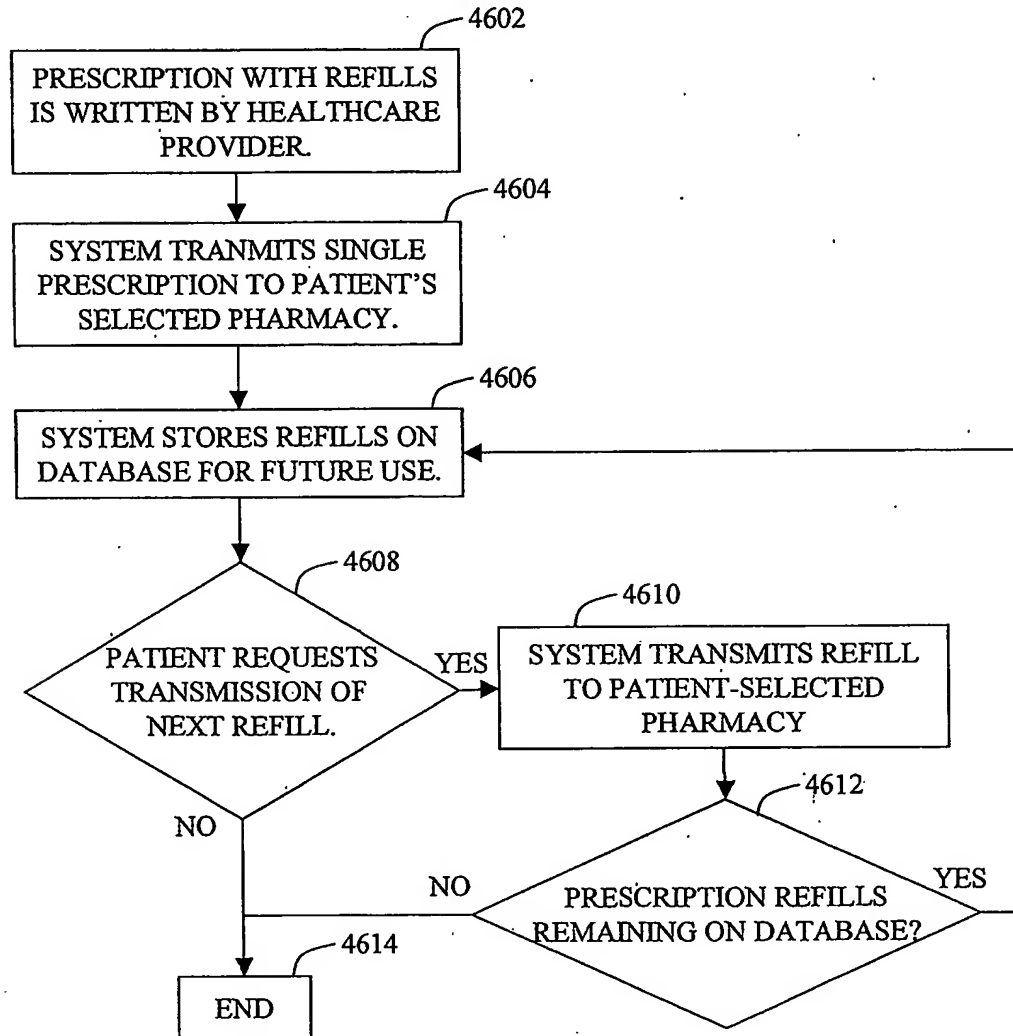 4602
PRESCRIPTION WITH REFILLS
IS WRITTEN BY HEALTHCARE
PROVIDER.
4604
SYSTEM TRANMITS SINGLE
PRESCRIPTION TO PATIENT'S
SELECTED PHARMACY.
4606
SYSTEM STORES REFILLS ON
DATABASE FOR FUTURE USE.
4608
PATIENT REQUESTS
TRANSMISSION OF
NEXT REFILL.
YES
4610
SYSTEM TRANSMITS REFILL
TO PATIENT-SELECTED
PHARMACY
NO
4612
PRESCRIPTION REFILLS
REMAINING ON DATABASE?
NO
YES
4614
END